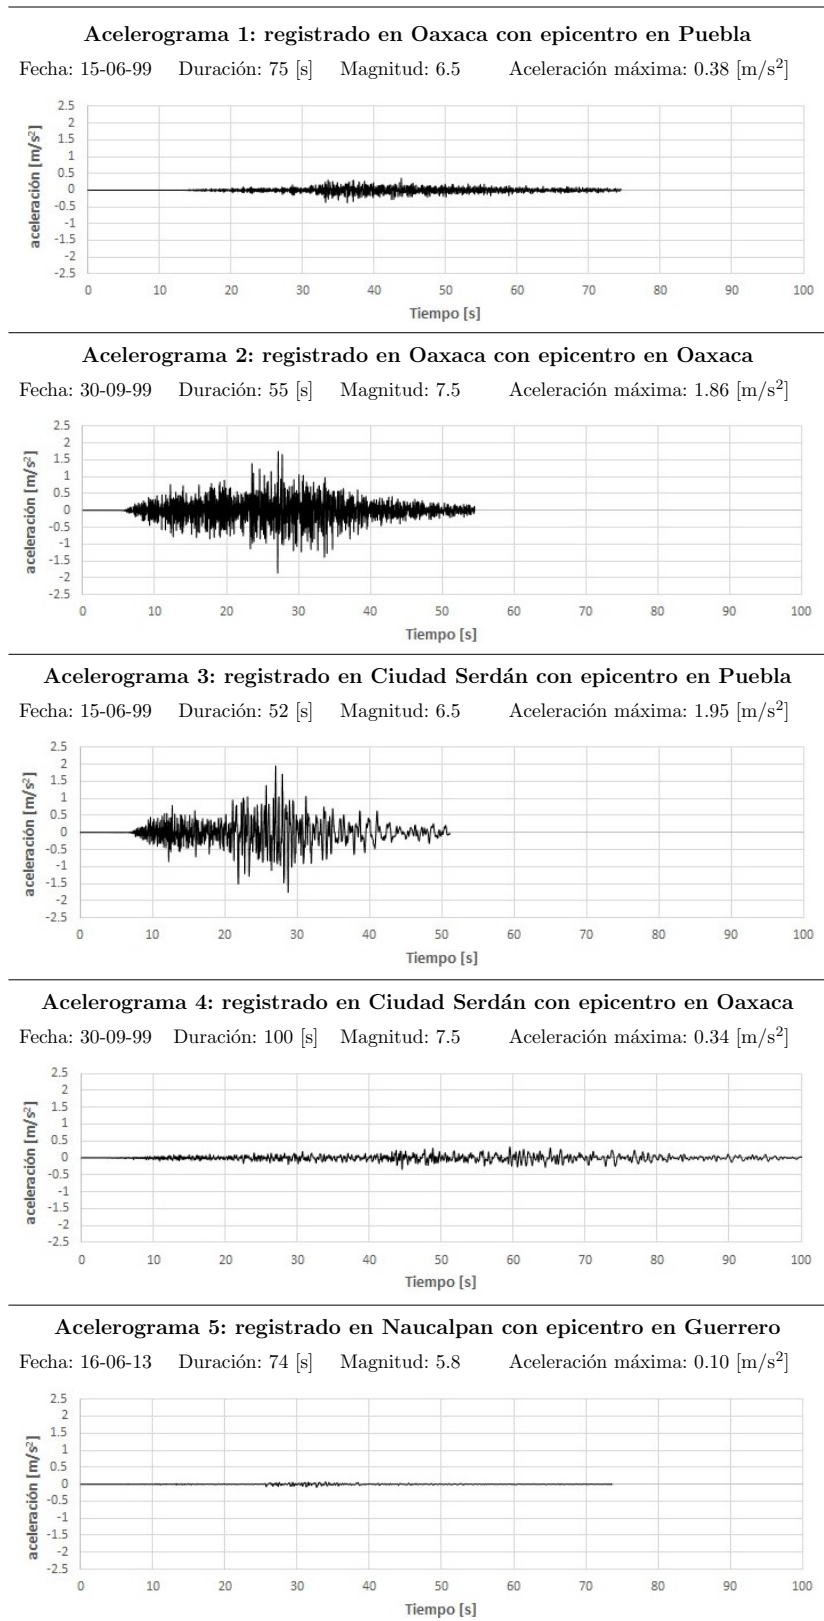 Acelerograma 1: registrado en Oaxaca con epicentro en Puebla
Fecha: 15-06-99 Duración: 75 [s] Magnitud: 6.5 Aceleración máxima: 0.38 [m/s²]
aceleración [m/s²]
2.5
2
1.5
1
0.5
0
-0.5
-1
-1.5
-2
-2.5
0 10 20 30 40 50 60 70 80 90 100
Tiempo [s]
Acelerograma 2: registrado en Oaxaca con epicentro en Oaxaca
Fecha: 30-09-99 Duración: 55 [s] Magnitud: 7.5 Aceleración máxima: 1.86 [m/s²]
aceleración [m/s²]
2.5
2
1.5
1
0.5
0
-0.5
-1
-1.5
-2
-2.5
0 10 20 30 40 50 60 70 80 90 100
Tiempo [s]
Acelerograma 3: registrado en Ciudad Serdán con epicentro en Puebla
Fecha: 15-06-99 Duración: 52 [s] Magnitud: 6.5 Aceleración máxima: 1.95 [m/s²]
aceleración [m/s²]
2.5
2
1.5
1
0.5
0
-0.5
-1
-1.5
-2
-2.5
0 10 20 30 40 50 60 70 80 90 100
Tiempo [s]
Acelerograma 4: registrado en Ciudad Serdán con epicentro en Oaxaca
Fecha: 30-09-99 Duración: 100 [s] Magnitud: 7.5 Aceleración máxima: 0.34 [m/s²]
aceleración [m/s²]
2.5
2
1.5
1
0.5
0
-0.5
-1
-1.5
-2
-2.5
0 10 20 30 40 50 60 70 80 90 100
Tiempo [s]
Acelerograma 5: registrado en Naucalpan con epicentro en Guerrero
Fecha: 16-06-13 Duración: 74 [s] Magnitud: 5.8 Aceleración máxima: 0.10 [m/s²]
aceleración [m/s²]
2.5
2
1.5
1
0.5
0
-0.5
-1
-1.5
-2
-2.5
0 10 20 30 40 50 60 70 80 90 100
Tiempo [s]